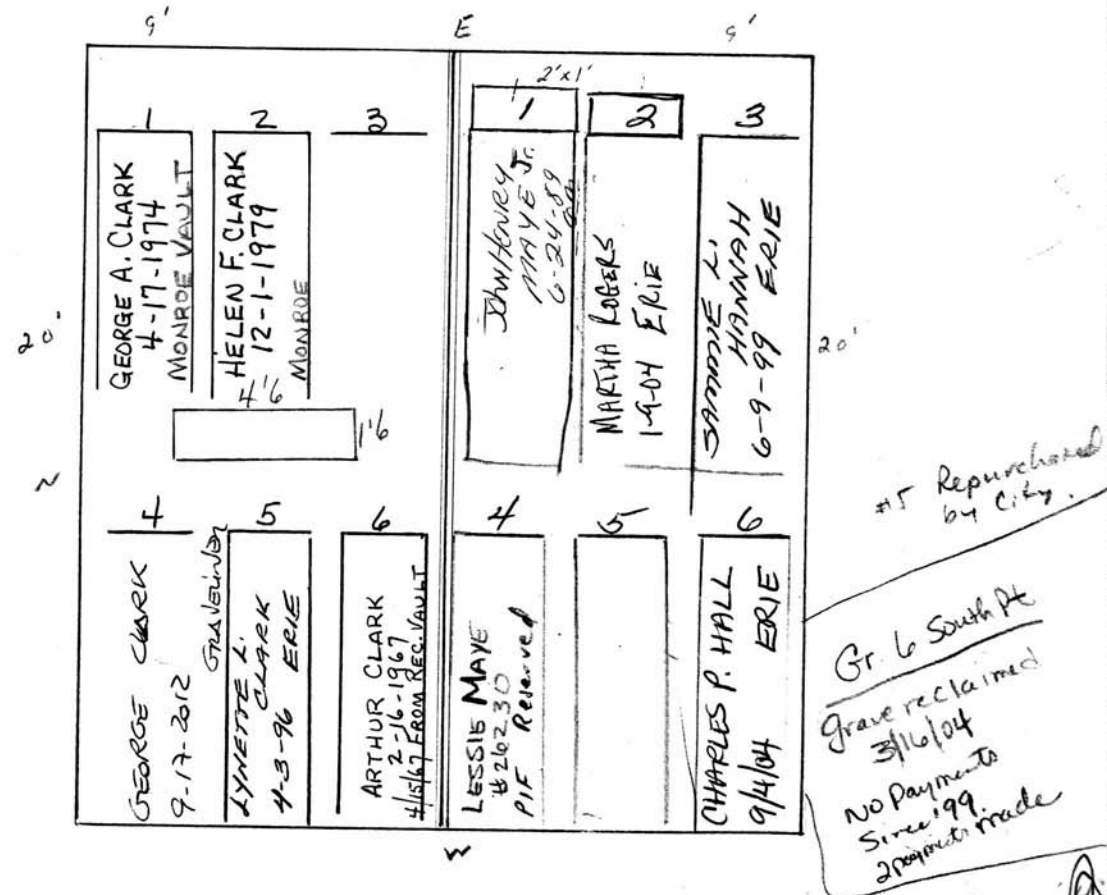 9' E 9'
2'x1'
1 2 3 1 2 3
GEORGE A. CLARK
4-17-1974
MONROE VAULT
HELEN F. CLARK
12-1-1979
MONROE
JOHN HENRY
MAYE Jr.
6-24-89
MARTHA ROGERS
1-9-04 ERIE
SAMMIE L.
HANNAH
6-9-99 ERIE
20' 20'
4'6
1'6
N
4 5 6 4 5 6
GEORGE CLARK
9-17-2012
GRAVELINER
LYNETTE L.
CLARK
4-3-96 ERIE
ARTHUR CLARK
2-16-1967
4/5/67 FROM REC. VAULT
LESSIE MAYE
#26230
PIF Reserved
CHARLES P. HALL
9/4/04 ERIE
W
#5 Repurchased
by City.
Gr. 6 South Pt
Grave reclaimed
3/16/04
No Payments
Since '99
2 payments made